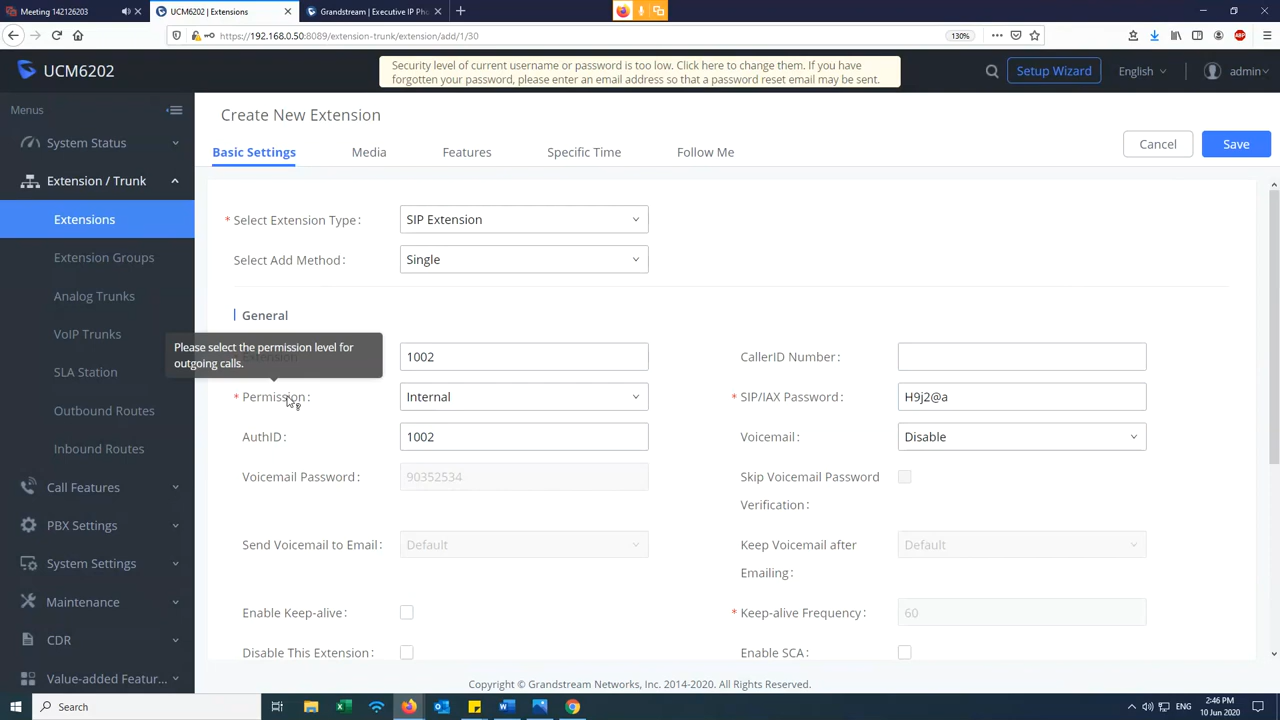 Meeting 142126203
UCM6202 | Extensions
Grandstream | Executive IP Ph
https://192.168.0.50:8089/extension-trunk/extension/add/1/30
130%
ABP
UCM6202
Security level of current username or password is too low. Click here to change them. If you have
forgotten your password, please enter an email address so that a password reset email may be sent.
Setup Wizard
English
admin
Menus
System Status
Extension / Trunk
Extensions
Extension Groups
Analog Trunks
VoIP Trunks
SLA Station
Outbound Routes
Inbound Routes
Call Features
PBX Settings
System Settings
Maintenance
CDR
Value-added Featur...
Create New Extension
Cancel
Save
Basic Settings
Media
Features
Specific Time
Follow Me
* Select Extension Type :
SIP Extension
Select Add Method :
Single
General
Please select the permission level for
outgoing calls.
1002
CallerID Number :
* Permission :
Internal
* SIP/IAX Password :
H9j2@a
AuthID :
1002
Voicemail :
Disable
Voicemail Password :
90352534
Skip Voicemail Password
Verification :
Send Voicemail to Email :
Default
Keep Voicemail after
Emailing :
Default
Enable Keep-alive :
* Keep-alive Frequency :
60
Disable This Extension :
Enable SCA :
Copyright © Grandstream Networks, Inc. 2014-2020. All Rights Reserved.
Search
2:46 PM
10 Jun 2020